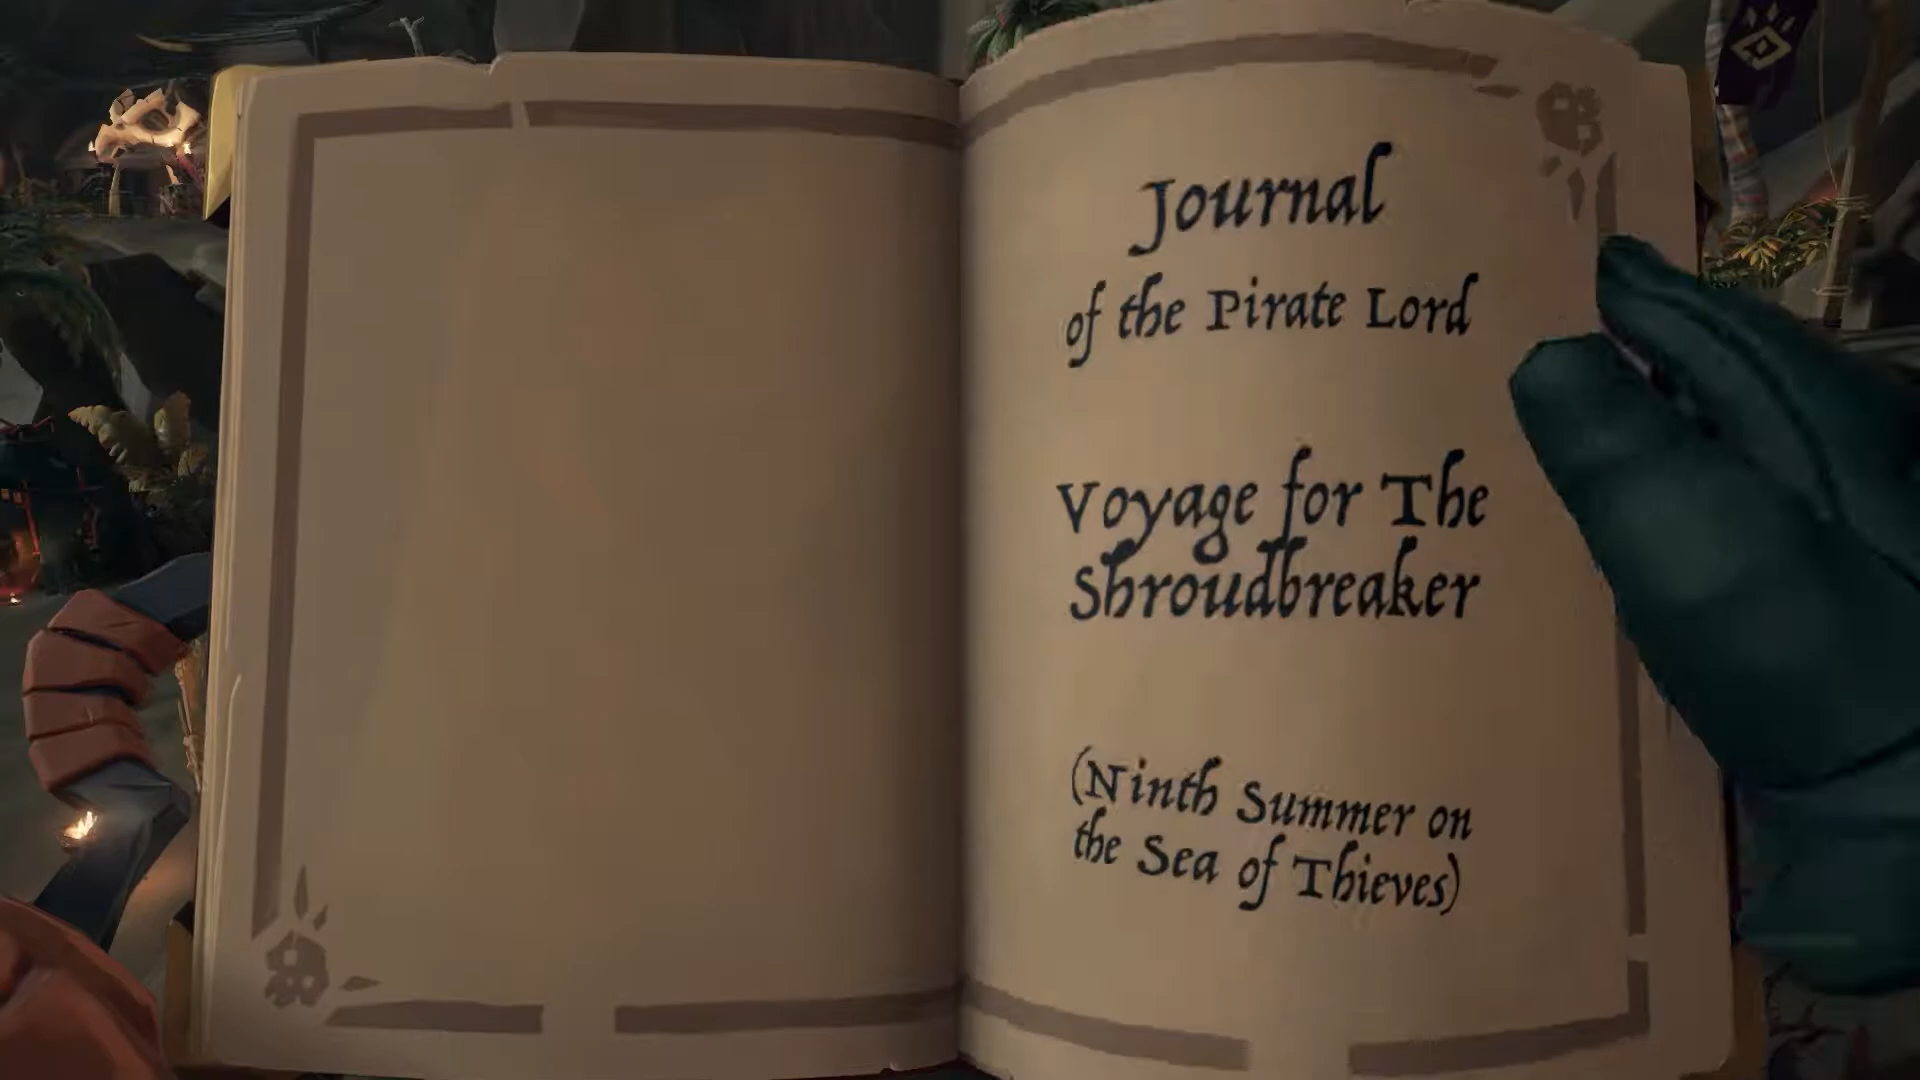 Journal
of the Pirate Lord
Voyage for The
Shroudbreaker
(Ninth Summer on
the Sea of Thieves)